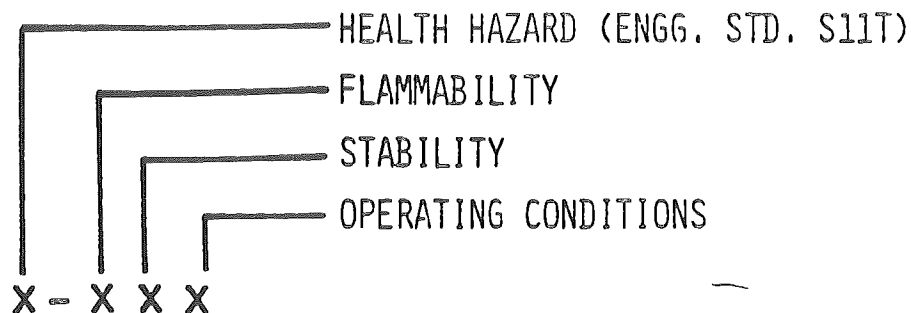 HEALTH HAZARD (ENGG. STD. S11T)
FLAMMABILITY
STABILITY
OPERATING CONDITIONS
X - X X X